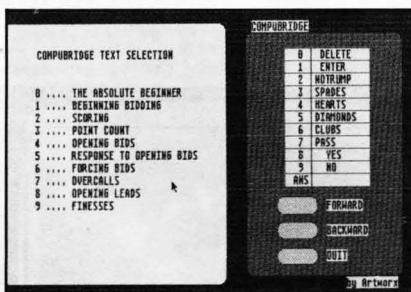 COMPUBRIDGE TEXT SELECTION
0 .... THE ABSOLUTE BEGINNER
1 .... BEGINNING BIDDING
2 .... SCORING
3 .... POINT COUNT
4 .... OPENING BIDS
5 .... RESPONSE TO OPENING BIDS
6 .... FORCING BIDS
7 .... OVERCALLS
8 .... OPENING LEADS
9 .... FINESSES
COMPUBRIDGE
0 DELETE
1 ENTER
2 NOTRUMP
3 SPADES
4 HEARTS
5 DIAMONDS
6 CLUBS
7 PASS
8 YES
9 NO
ANS
FORWARD
BACKWARD
QUIT
by Artworx